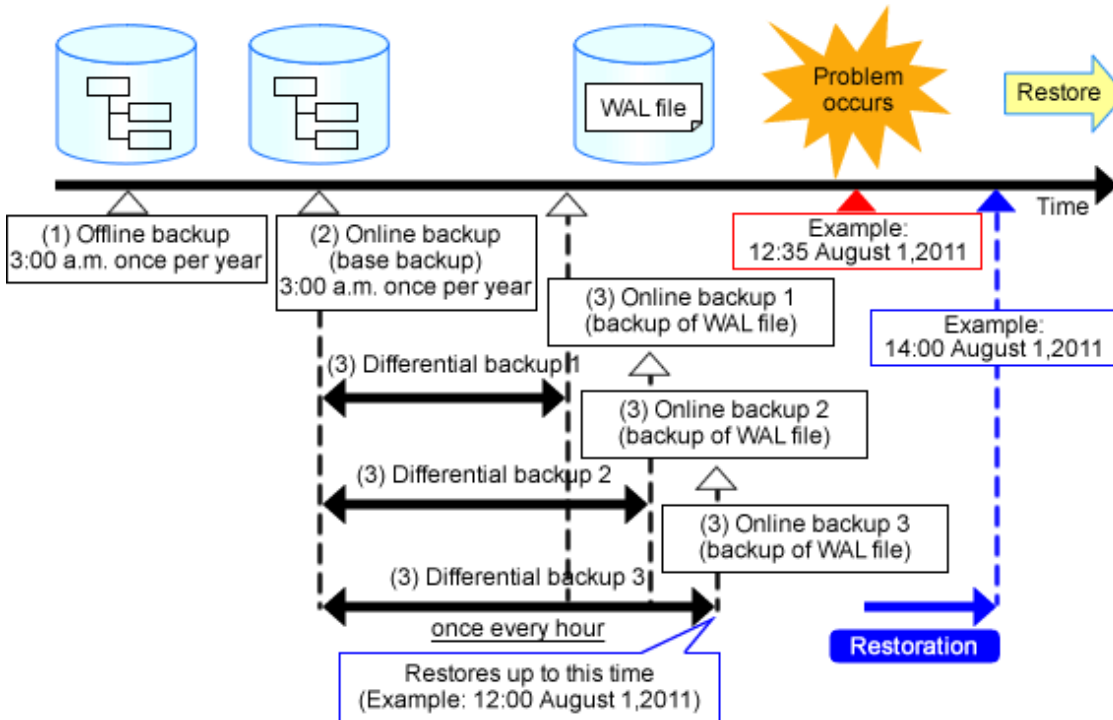 WAL file
Problem
occurs
Restore
Time
(1) Offline backup
3:00 a.m. once per year
(2) Online backup
(base backup)
3:00 a.m. once per year
Example:
12:35 August 1,2011
(3) Online backup 1
(backup of WAL file)
Example:
14:00 August 1,2011
(3) Differential backup 1
(3) Online backup 2
(backup of WAL file)
(3) Differential backup 2
(3) Online backup 3
(backup of WAL file)
(3) Differential backup 3
once every hour
Restoration
Restores up to this time
(Example: 12:00 August 1,2011)